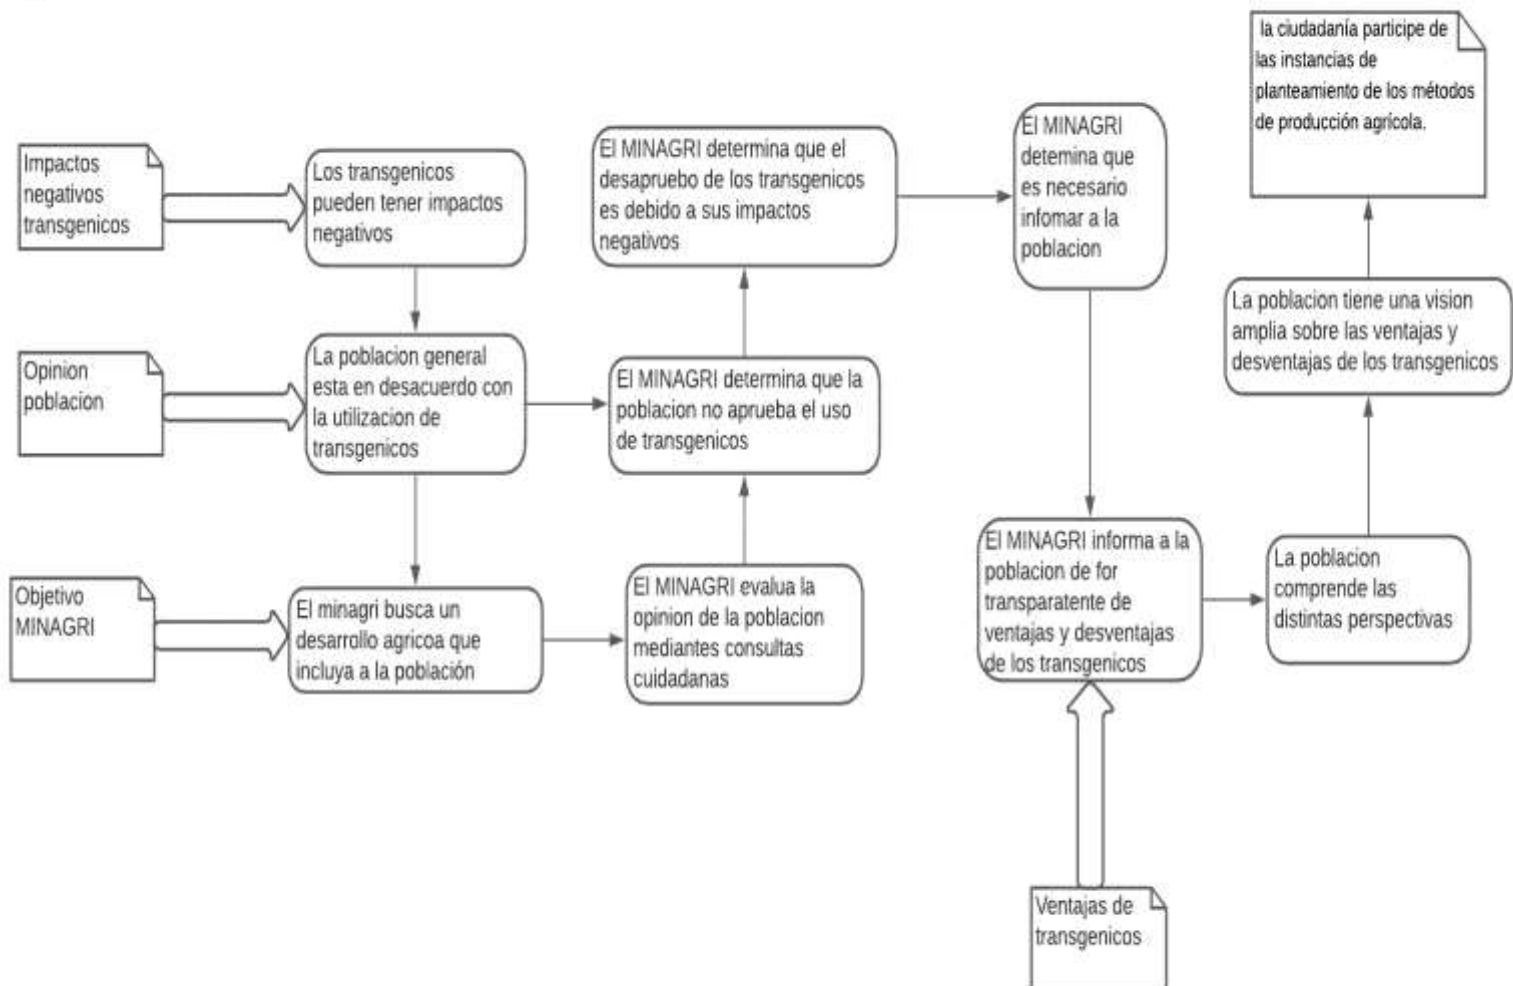 Impactos
negativos
transgenicos
Los transgenicos
pueden tener impactos
negativos
El MINAGRI determina que el
desapruebo de los transgenicos
es debido a sus impactos
negativos
El MINAGRI
detemina que
es necesario
infomar a la
poblacion
la ciudadanía participe de
las instancias de
planteamiento de los métodos
de producción agrícola.
Opinion
poblacion
La poblacion general
esta en desacuerdo con
la utilizacion de
transgenicos
El MINAGRI determina que la
poblacion no aprueba el uso
de transgenicos
La poblacion tiene una vision
amplia sobre las ventajas y
desventajas de los transgenicos
Objetivo
MINAGRI
El minagri busca un
desarrollo agricoa que
incluya a la población
El MINAGRI evalua la
opinion de la poblacion
mediantes consultas
cuidadanas
El MINAGRI informa a la
poblacion de for
transparatente de
ventajas y desventajas
de los transgenicos
La poblacion
comprende las
distintas perspectivas
Ventajas de
transgenicos